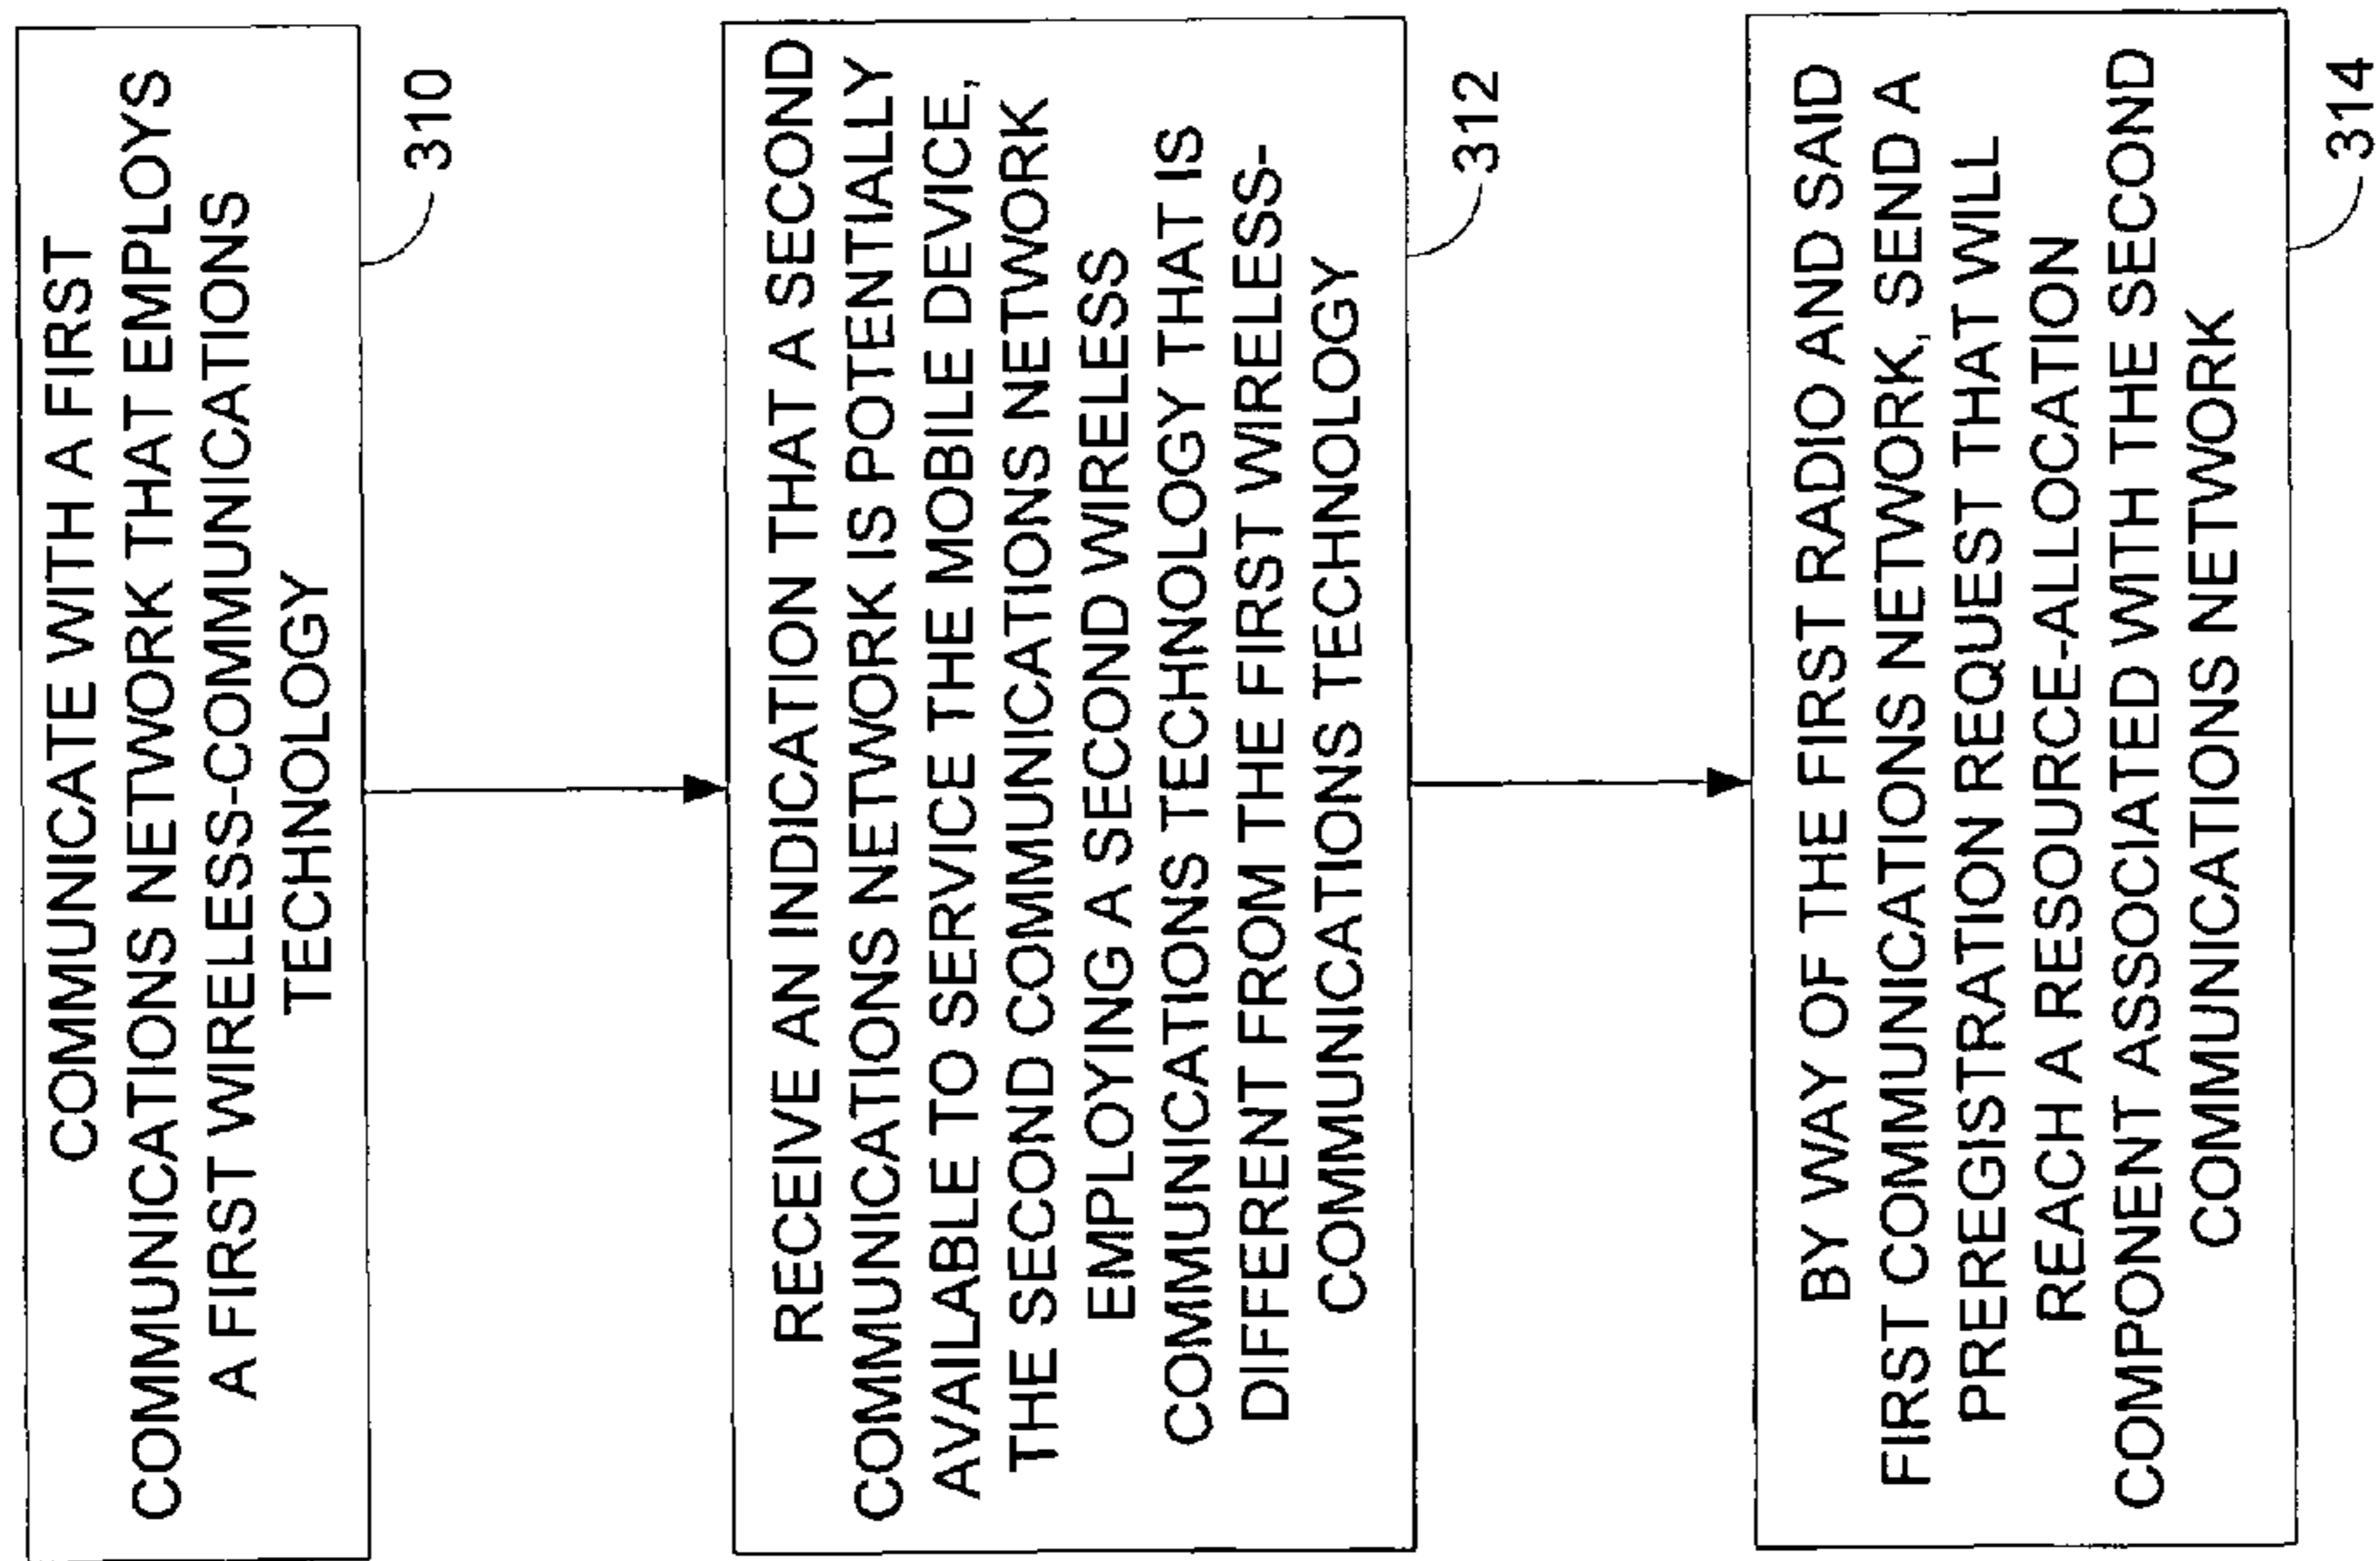 COMMUNICATE WITH A FIRST
COMMUNICATIONS NETWORK THAT EMPLOYS
A FIRST WIRELESS-COMMUNICATIONS
TECHNOLOGY
310
RECEIVE AN INDICATION THAT A SECOND
COMMUNICATIONS NETWORK IS POTENTIALLY
AVAILABLE TO SERVICE THE MOBILE DEVICE,
THE SECOND COMMUNICATIONS NETWORK
EMPLOYING A SECOND WIRELESS
COMMUNICATIONS TECHNOLOGY THAT IS
DIFFERENT FROM THE FIRST WIRELESS-
COMMUNICATIONS TECHNOLOGY
312
BY WAY OF THE FIRST RADIO AND SAID
FIRST COMMUNICATIONS NETWORK, SEND A
PREREGISTRATION REQUEST THAT WILL
REACH A RESOURCE-ALLOCATION
COMPONENT ASSOCIATED WITH THE SECOND
COMMUNICATIONS NETWORK
314